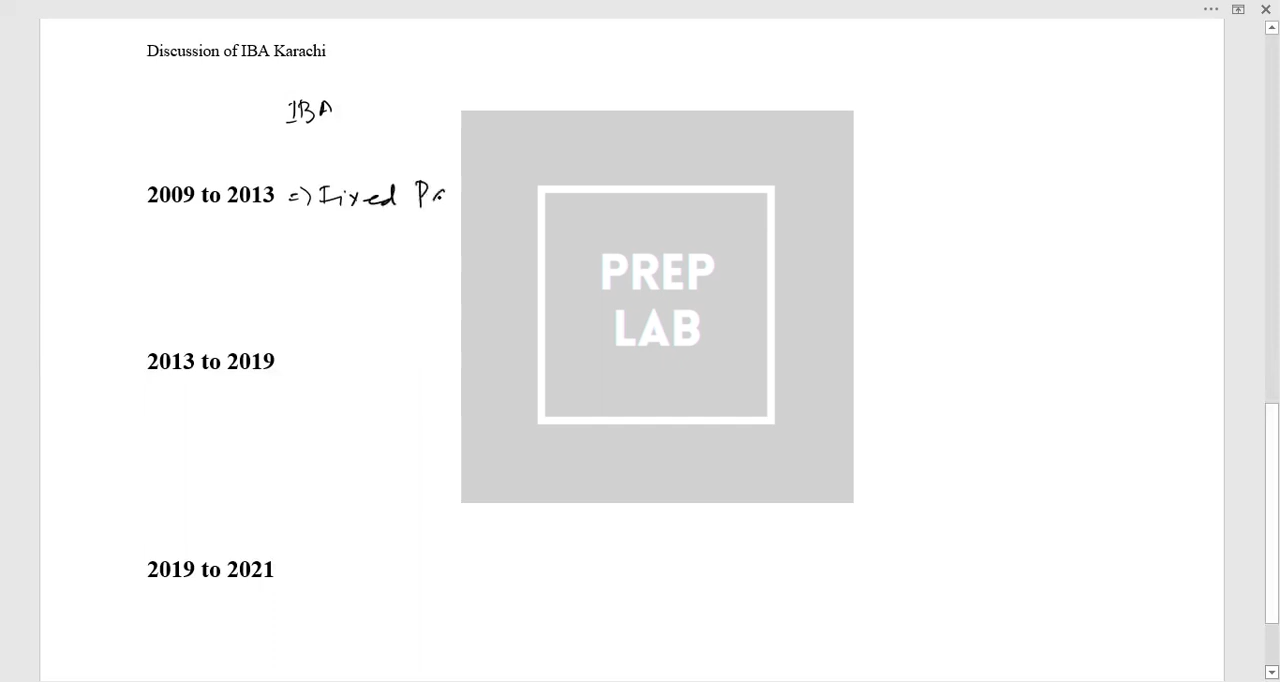 Discussion of IBA Karachi
IBA
2009 to 2013 => Fixed
PREP
LAB
2013 to 2019
2019 to 2021